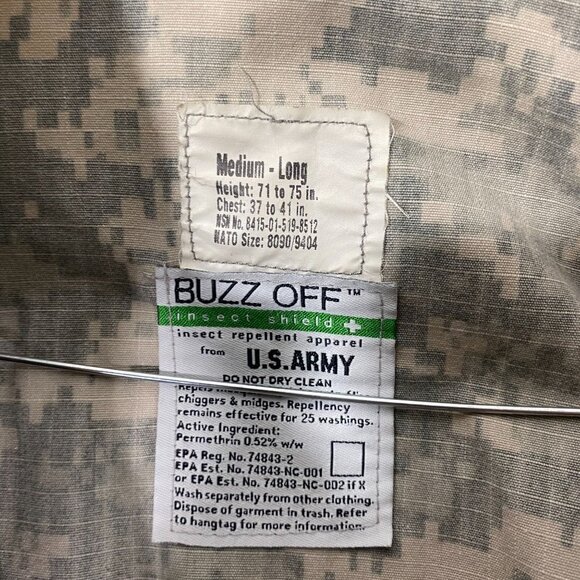 Medium - Long
Height: 71 to 75 in.
Chest: 37 to 41 in.
NSN No. 8415-01-519-8512
NATO Size: 8090/9404
BUZZ OFF™
insect shield +
insect repellent apparel
from U.S.ARMY
DO NOT DRY CLEAN
Repels
chiggers & midges. Repellency
remains effective for 25 washings.
Active Ingredient:
Permethrin 0.52% w/w
EPA Reg. No. 74843-2
EPA Est. No. 74843-NC-001
or EPA Est. No. 74843-NC-002 if X
Wash separately from other clothing.
Dispose of garment in trash. Refer
to hangtag for more information.